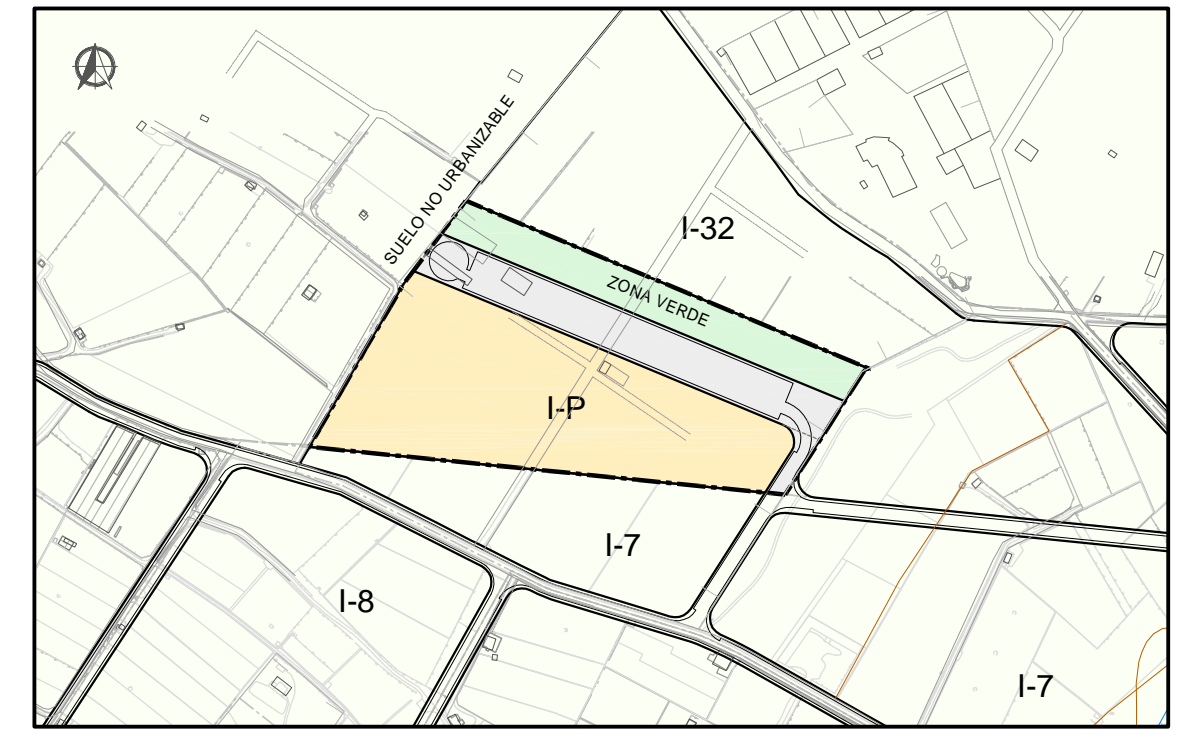 SUELO NO URBANIZABLE
I-32
ZONA VERDE
I-P
I-7
I-8
I-7